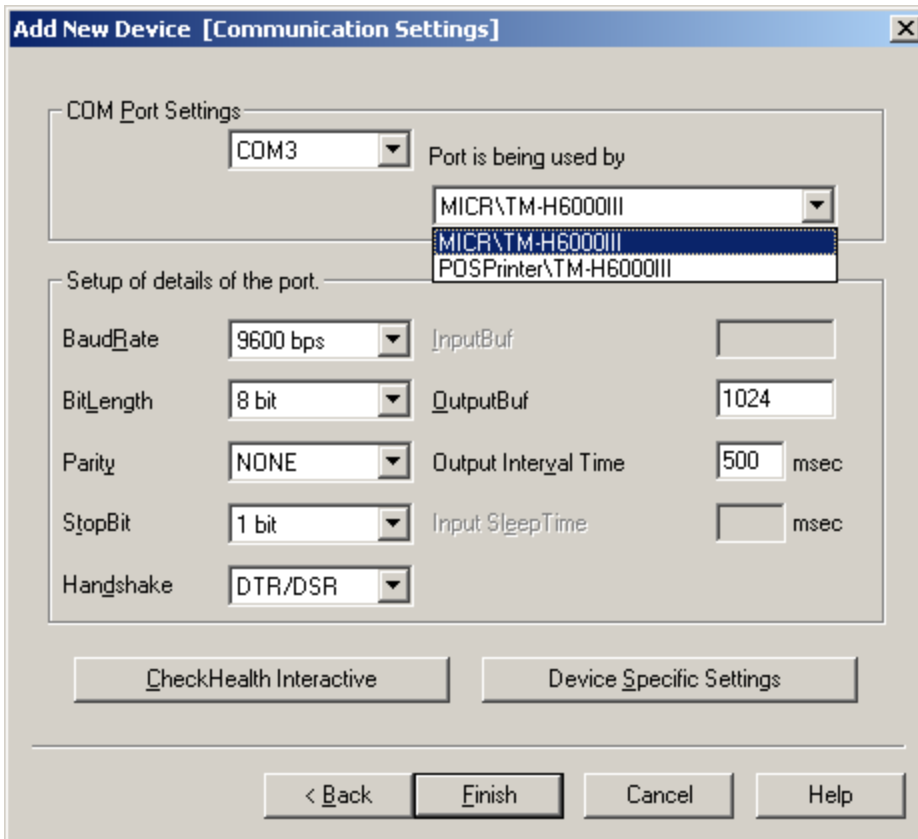 Add New Device [Communication Settings]
COM Port Settings
COM3
Port is being used by
MICR\TM-H6000III
MICR\TM-H6000III
POSPrinter\TM-H6000III
Setup of details of the port.
BaudRate 9600 bps InputBuf
BitLength 8 bit OutputBuf 1024
Parity NONE Output Interval Time 500 msec
StopBit 1 bit Input SleepTime msec
Handshake DTR/DSR
CheckHealth Interactive Device Specific Settings
< Back Finish Cancel Help